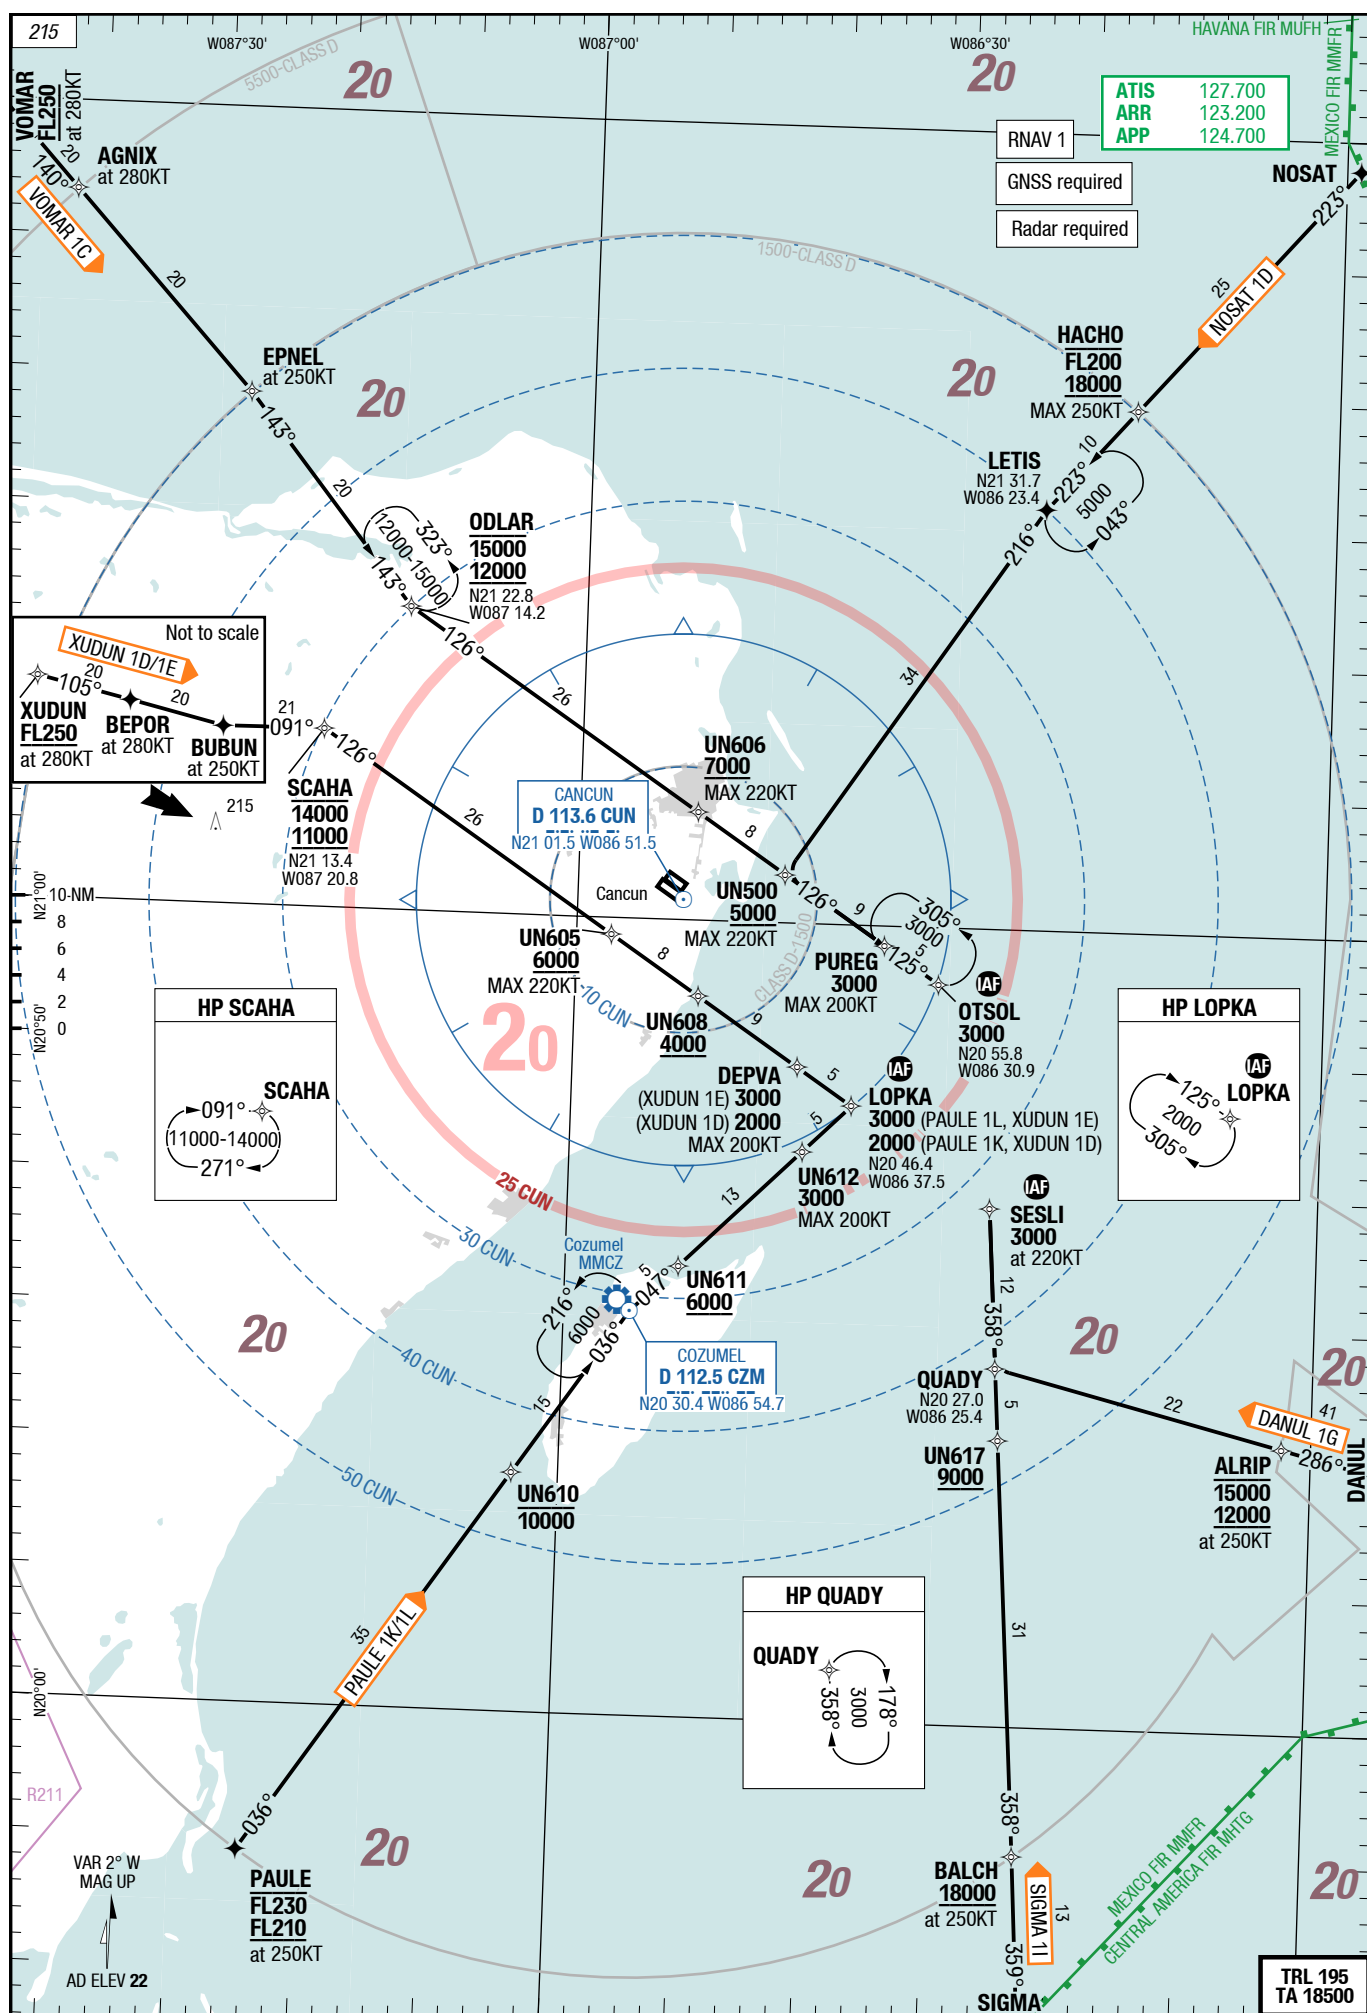 215
W087°30'
W087°00'
W086°30'
HAVANA FIR MUFH
MEXICO FIR MMFR
5500-CLASS D
20
20
ATIS 127.700
ARR 123.200
APP 124.700
RNAV 1
GNSS required
Radar required
VOMAR
FL250
at 280KT
20
140°
AGNIX
at 280KT
VOMAR 1C
20
NOSAT
223°
25
NOSAT 1D
1500-CLASS D
EPNEL
at 250KT
20
20
143°
20
HACHO
FL200
18000
MAX 250KT
10
LETIS
N21 31.7
W086 23.4
223°
5000
043°
216°
34
ODLAR
15000
12000
N21 22.8
W087 14.2
323°
12000-15000
143°
126°
26
Not to scale
XUDUN 1D/1E
20
105°
20
21
091°
XUDUN
FL250
at 280KT
BEPOR
at 280KT
BUBUN
at 250KT
126°
215
SCAHA
14000
11000
N21 13.4
W087 20.8
26
UN606
7000
MAX 220KT
CANCUN
D 113.6 CUN
N21 01.5 W086 51.5
8
Cancun
N21°00'
10-NM
8
6
4
2
0
N20°50'
UN500
5000
MAX 220KT
126°
9
305°
3000
125°
UN605
6000
MAX 220KT
8
CLASS D-1500
PUREG
3000
MAX 200KT
IAF
OTSOL
3000
N20 55.8
W086 30.9
10 CUN
20
UN608
4000
9
HP SCAHA
SCAHA
091°
11000-14000
271°
HP LOPKA
IAF
LOPKA
125°
2000
305°
DEPVA
(XUDUN 1E) 3000
(XUDUN 1D) 2000
MAX 200KT
5
IAF
LOPKA
3000 (PAULE 1L, XUDUN 1E)
2000 (PAULE 1K, XUDUN 1D)
N20 46.4
W086 37.5
5
UN612
3000
MAX 200KT
13
25 CUN
IAF
SESLI
3000
at 220KT
30 CUN
Cozumel
MMCZ
5
047°
UN611
6000
216°
6000
036°
12
358°
20
20
20
40 CUN
COZUMEL
D 112.5 CZM
N20 30.4 W086 54.7
QUADY
N20 27.0
W086 25.4
5
22
41
DANUL 1G
286°
DANUL
15
UN617
9000
ALRIP
15000
12000
at 250KT
50 CUN
UN610
10000
35
PAULE 1K/1L
HP QUADY
QUADY
358°
3000
178°
31
N20°00'
R211
036°
358°
PAULE
FL230
FL210
at 250KT
20
20
20
BALCH
18000
at 250KT
SIGMA 1I
13
359°
SIGMA
MEXICO FIR MMFR
CENTRAL AMERICA FIR MHTG
VAR 2° W
MAG UP
AD ELEV 22
TRL 195
TA 18500